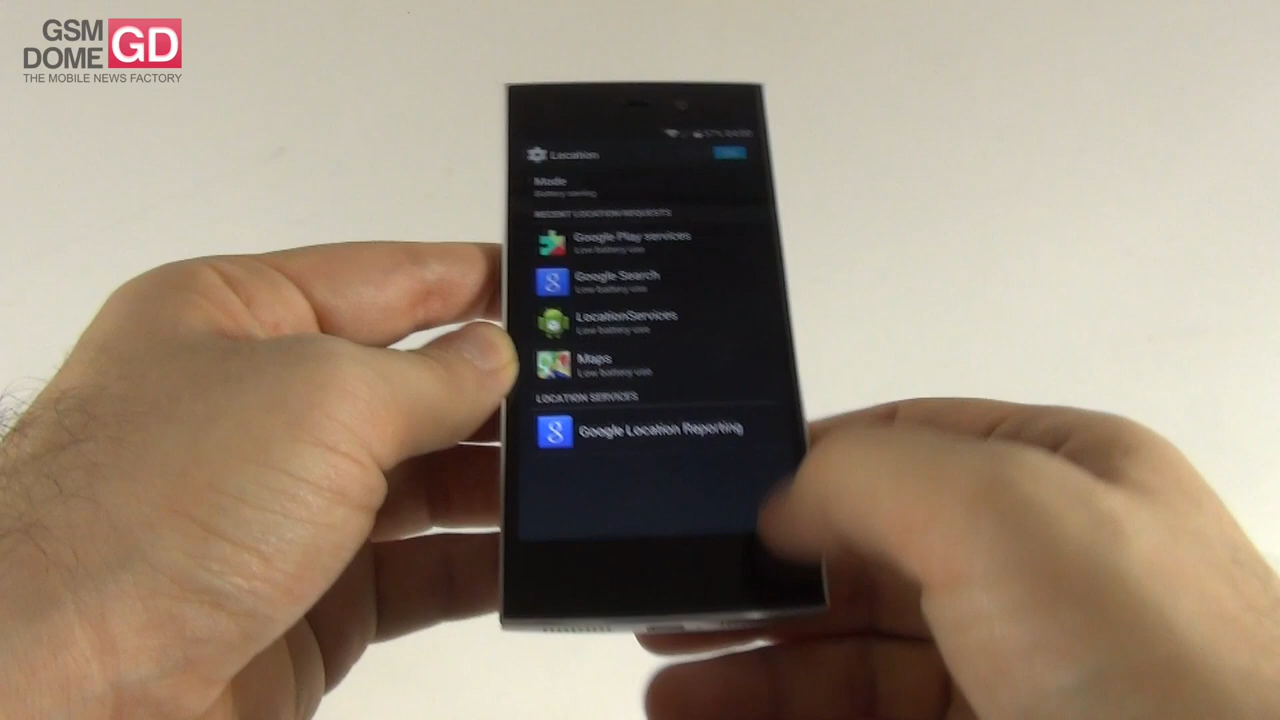 GSM
DOME GD
THE MOBILE NEWS FACTORY
57%
Location
Mode
Battery saving
RECENT LOCATION REQUESTS
Google Play services
Low battery use
Google Search
Low battery use
LocationServices
Low battery use
Maps
Low battery use
LOCATION SERVICES
8 Google Location Reporting